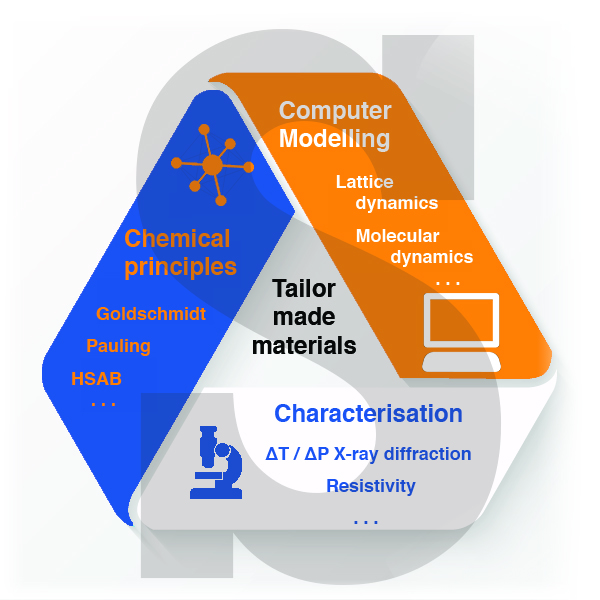 Computer
Modelling
Lattice
dynamics
Molecular
dynamics
. . .
Chemical
principles
Goldschmidt
Pauling
HSAB
. . .
Tailor
made
materials
Characterisation
ΔT / ΔP X-ray diffraction
Resistivity
. . .